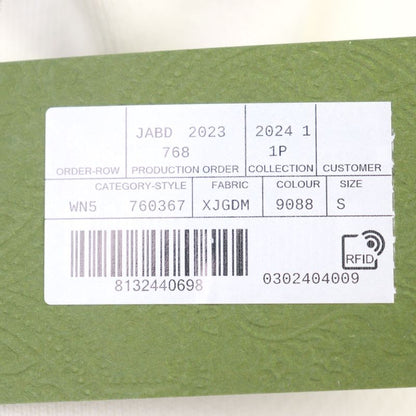 JABD 2023 2024 1
768 1P
ORDER-ROW PRODUCTION ORDER COLLECTION CUSTOMER
CATEGORY-STYLE FABRIC COLOUR SIZE
WN5 760367 XJGDM 9088 S
RFID
8132440698 0302404009